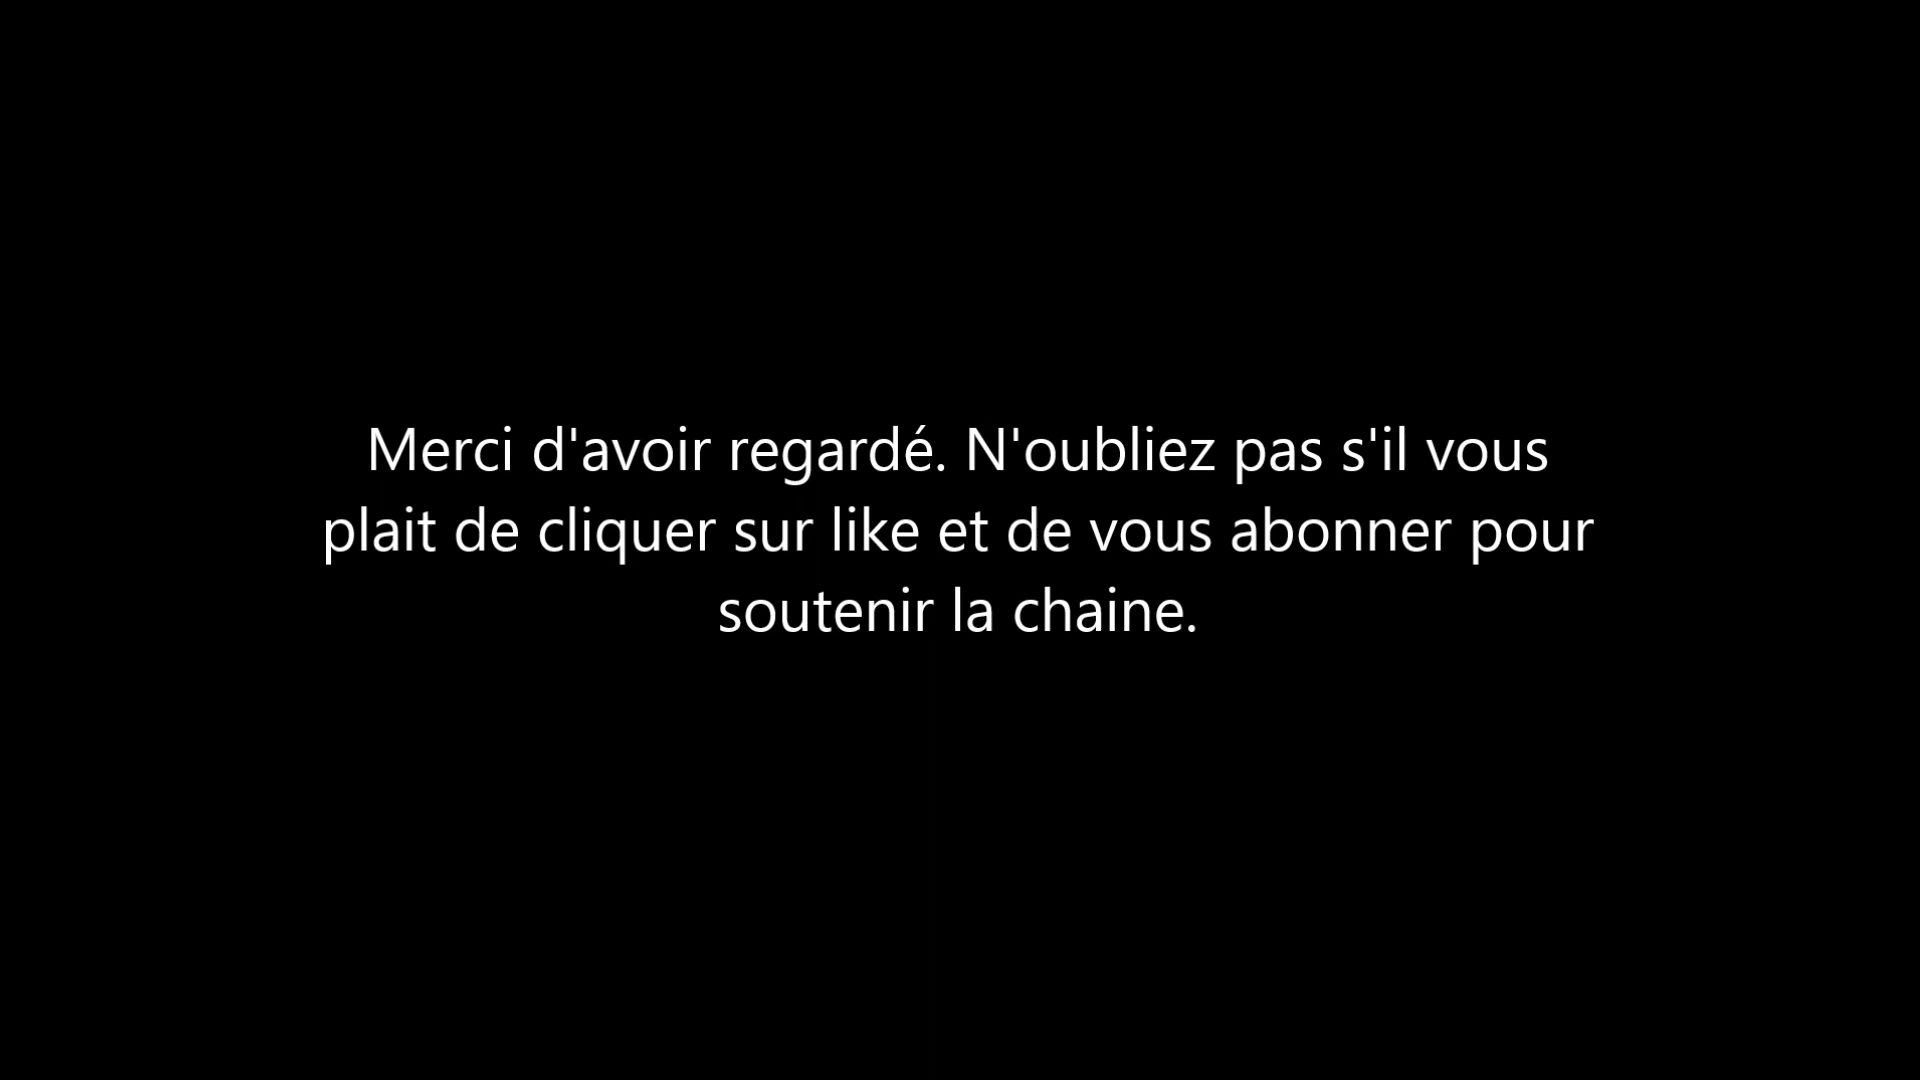 Merci d'avoir regardé. N'oubliez pas s'il vous
plait de cliquer sur like et de vous abonner pour
soutenir la chaine.